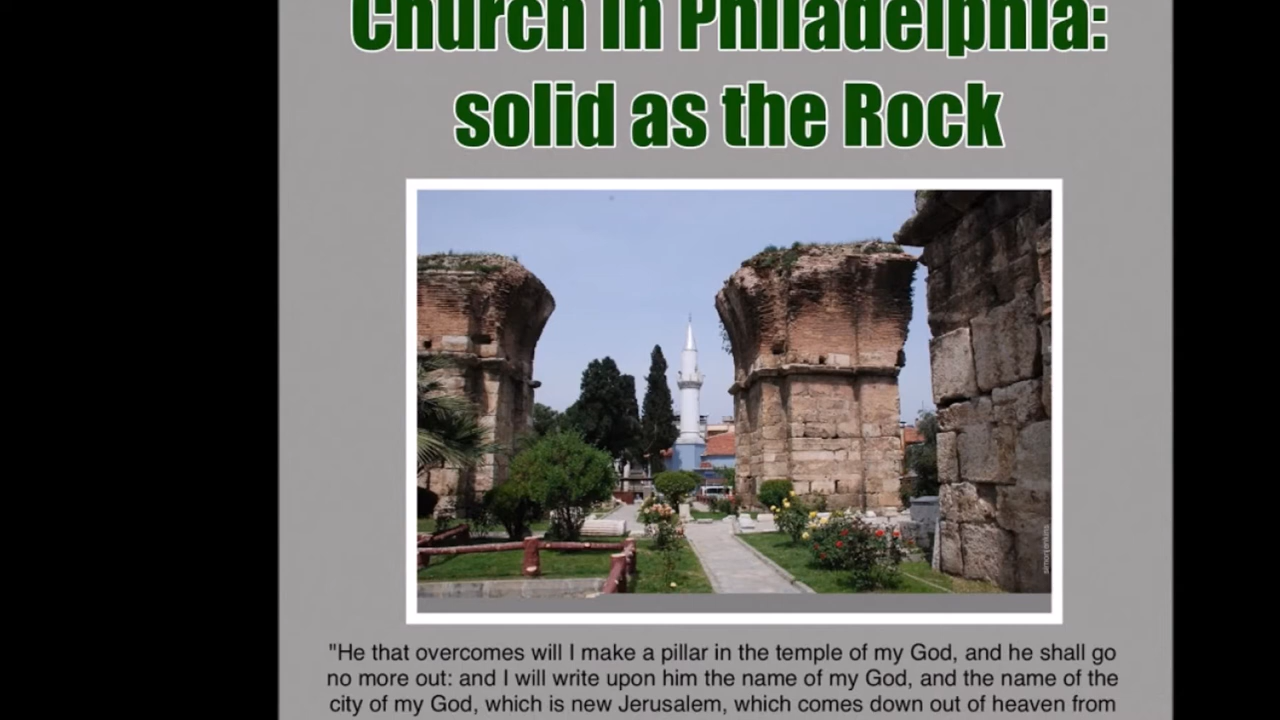 Church in Philadelphia:
solid as the Rock
"He that overcomes will I make a pillar in the temple of my God, and he shall go
no more out: and I will write upon him the name of my God, and the name of the
city of my God, which is new Jerusalem, which comes down out of heaven from